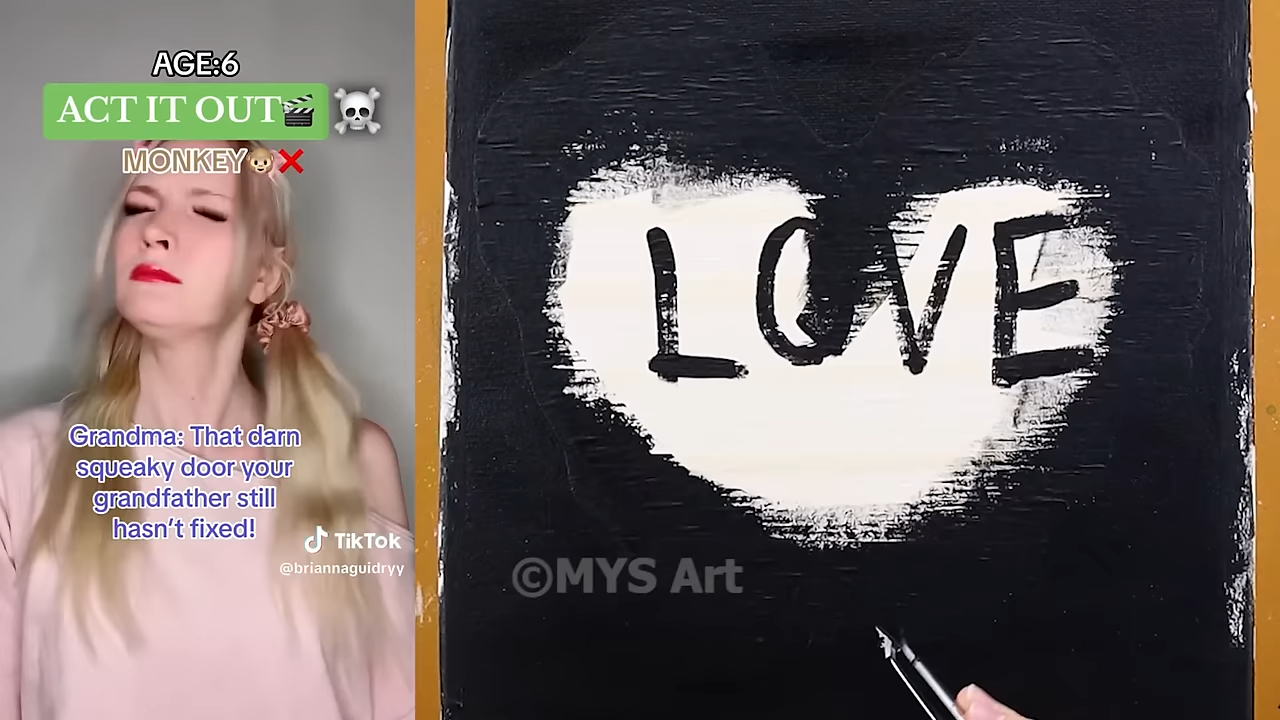 AGE:6
ACT IT OUT🎬☠️
MONKEY🐵❌
Grandma: That darn
squeaky door your
grandfather still
hasn't fixed!
TikTok
@briannaguidryy
LOVE
©MYS Art